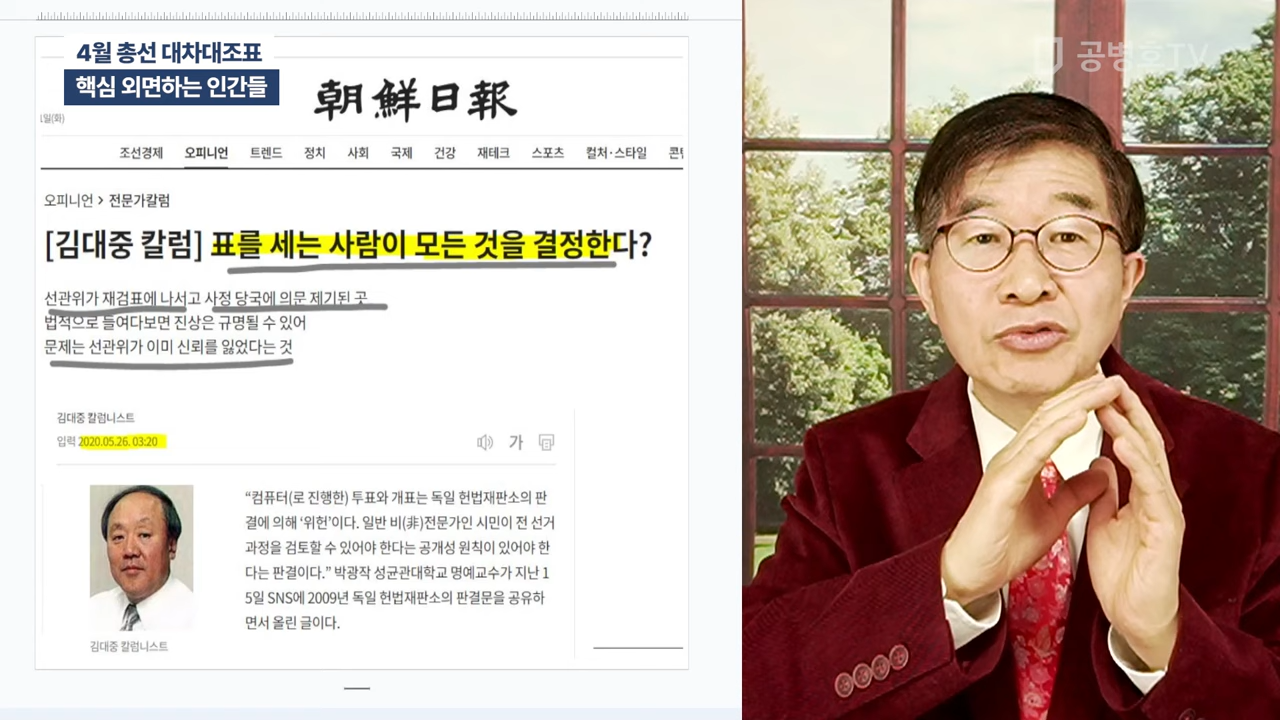 4월 총선 대차대조표
핵심 외면하는 인간들
공병호TV
朝鮮日報
1일(화)
조선경제 오피니언 트렌드 정치 사회 국제 건강 재테크 스포츠 컬처·스타일 콘텐
오피니언 > 전문가칼럼
[김대중 칼럼] 표를 세는 사람이 모든 것을 결정한다?
선관위가 재검표에 나서고 사정 당국에 의문 제기된 곳
법적으로 들여다보면 진상은 규명될 수 있어
문제는 선관위가 이미 신뢰를 잃었다는 것
김대중 칼럼니스트
입력 2020.05.26. 03:20
가
“컴퓨터(로 진행한) 투표와 개표는 독일 헌법재판소의 판
결에 의해 ‘위헌’이다. 일반 비(非)전문가인 시민이 전 선거
과정을 검토할 수 있어야 한다는 공개성 원칙이 있어야 한
다는 판결이다.” 박광작 성균관대학교 명예교수가 지난 1
5일 SNS에 2009년 독일 헌법재판소의 판결문을 공유하
면서 올린 글이다.
김대중 칼럼니스트